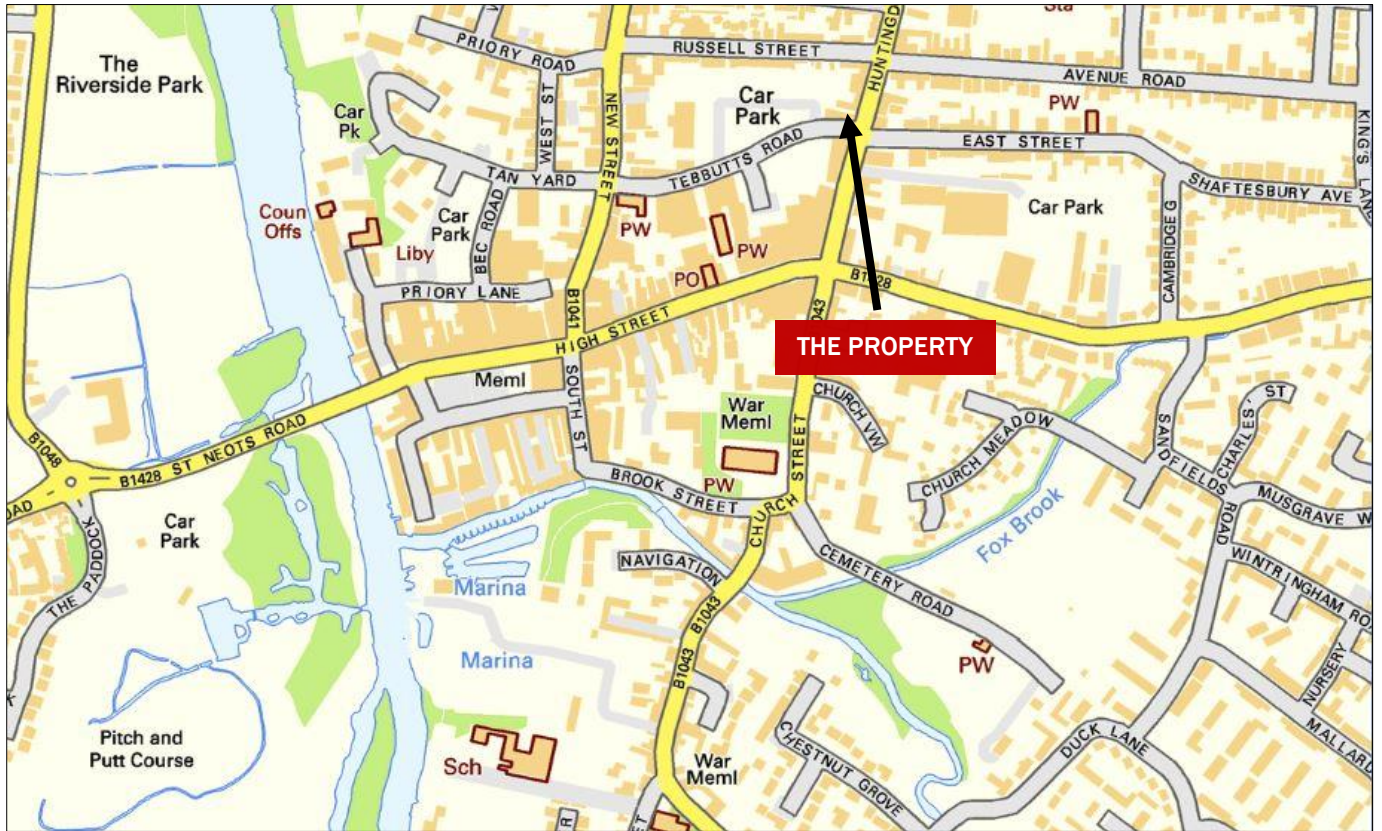 Sta
PRIORY ROAD
RUSSELL STREET
HUNTINGD
AVENUE ROAD
The
Riverside Park
Car
Pk
WEST ST
NEW STREET
Car
Park
PW
KING'S LAN
EAST STREET
TEBBUTTS ROAD
TAN YARD
SHAFTESBURY AVE
Coun
Offs
Liby
Car
Park
BEC ROAD
PW
PW
PO
Car Park
CAMBRIDGE G
PRIORY LANE
B1041
HIGH STREET
B1428
043
THE PROPERTY
Meml
SOUTH ST
War
Meml
PW
CHURCH VW
CHURCH STREET
CHURCH MEADOW
SANDFIELDS ROAD
CHARLES' ST
B1048
B1428 ST NEOTS ROAD
OAD
BROOK STREET
MUSGRAVE W
Car
Park
THE PADDOCK
Marina
NAVIGATION
CEMETERY ROAD
Fox Brook
WINTRINGHAM RO
Marina
B1043
B1043
PW
NURSERY
MALLARD
Pitch and
Putt Course
Sch
War
Meml
CHESTNUT GROVE
DUCK LANE
R
ET
K